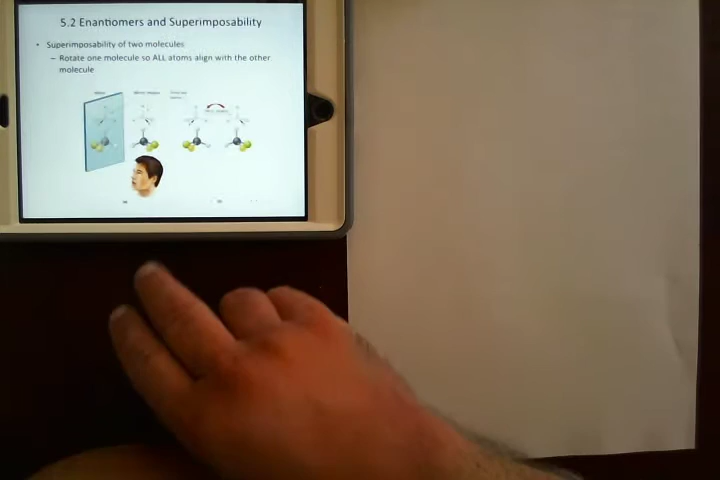 5.2 Enantiomers and Superimposability
• Superimposability of two molecules
– Rotate one molecule so ALL atoms align with the other
molecule